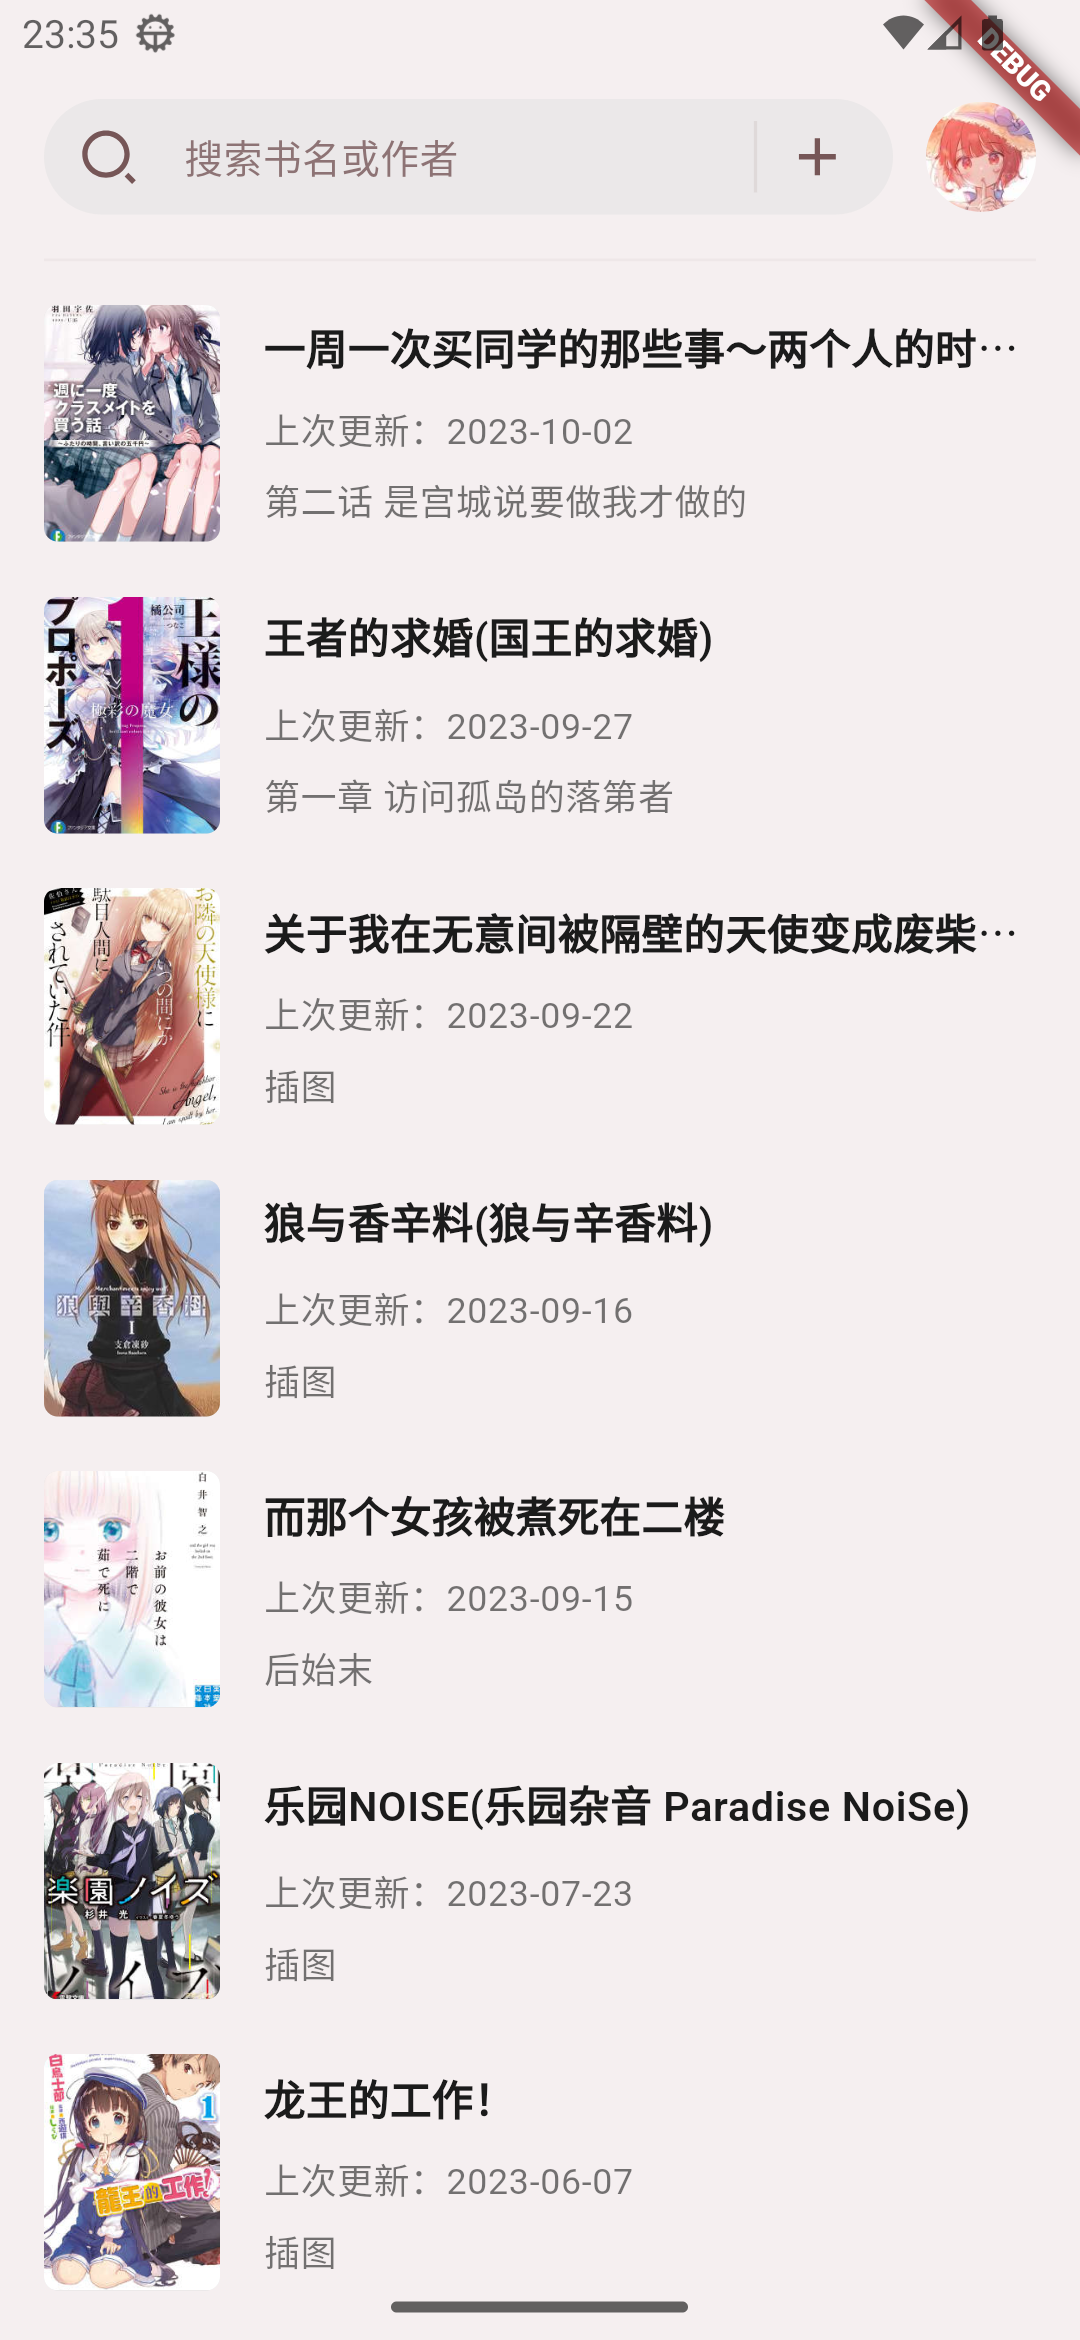 23:35
DEBUG
搜索书名或作者
羽田宇佐
週に一度
クラスメイトを
買う話
～ふたりの時間、言い訳の五千円～
一周一次买同学的那些事～两个人的时…
上次更新：2023-10-02
第二话 是宫城说要做我才做的
王様の
プロポーズ
橘公司
1
極彩の魔女
王者的求婚(国王的求婚)
上次更新：2023-09-27
第一章 访问孤岛的落第者
お隣の天使様に
いつの間にか
駄目人間に
されていた件
Angel,
关于我在无意间被隔壁的天使变成废柴…
上次更新：2023-09-22
插图
狼與辛香料
I
支倉凍砂
狼与香辛料(狼与辛香料)
上次更新：2023-09-16
插图
白井智之
お前の彼女は
二階で
茹で死に
而那个女孩被煮死在二楼
上次更新：2023-09-15
后始末
楽園ノイズ
杉井 光
乐园NOISE(乐园杂音 Paradise NoiSe)
上次更新：2023-07-23
插图
白鳥士郎
1
龍王的工作!
龙王的工作！
上次更新：2023-06-07
插图